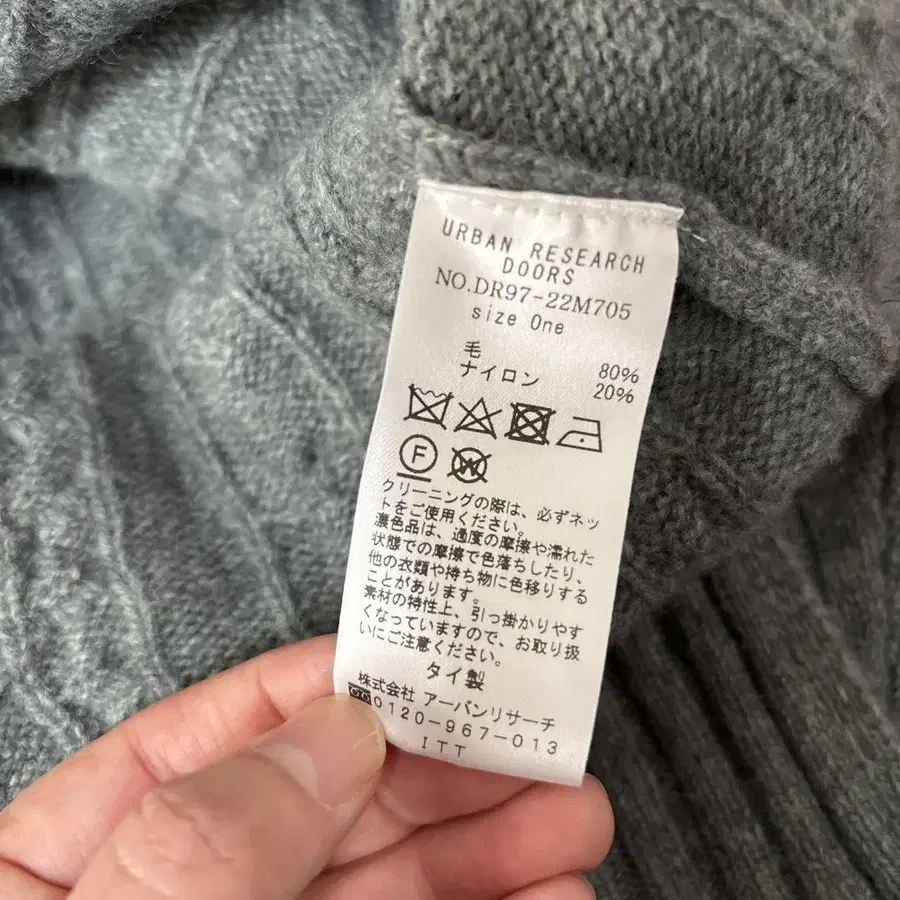 URBAN RESEARCH
DOORS
NO.DR97-22M705
size One
毛 80%
ナイロン 20%
F
W
クリーニングの際は、必ずネッ
トをご使用ください。
濃色品は、過度の摩擦や濡れた
状態での摩擦で色落ちしたり、
他の衣類や持ち物に色移りする
ことがあります。
素材の特性上、引っ掛かりやす
くなっていますので、お取り扱
いにご注意ください。
タイ製
株式会社 アーバンリサーチ
0120-967-013
ITT